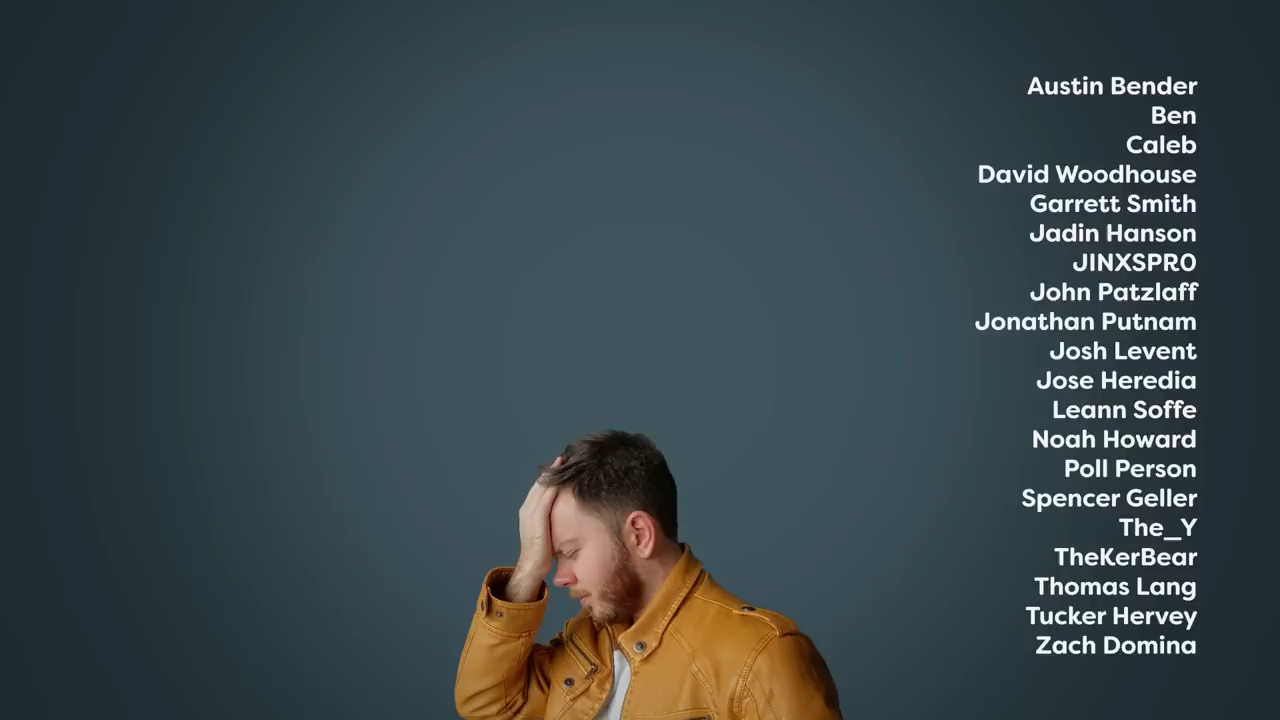 Austin Bender
Ben
Caleb
David Woodhouse
Garrett Smith
Jadin Hanson
JINXSPR0
John Patzlaff
Jonathan Putnam
Josh Levent
Jose Heredia
Leann Soffe
Noah Howard
Poll Person
Spencer Geller
The_Y
TheKerBear
Thomas Lang
Tucker Hervey
Zach Domina